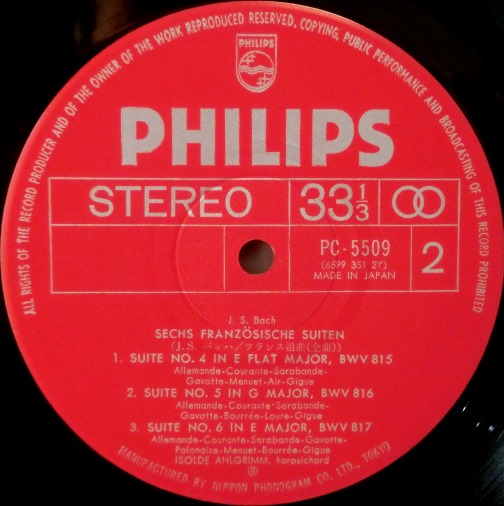 ALL RIGHTS OF THE RECORD PRODUCER AND OF THE OWNER OF THE WORK REPRODUCED RESERVED. COPYING, PUBLIC PERFORMANCE AND BROADCASTING OF THIS RECORD PROHIBITED
PHILIPS
PHILIPS
STEREO 33 1/3
PC-5509
(6599 351 2Y)
MADE IN JAPAN
2
J. S. Bach
SECHS FRANZÖSISCHE SUITEN
(J.S. バッハ/フランス組曲(全曲))
1. SUITE NO. 4 IN E FLAT MAJOR, BWV 815
Allemande-Courante-Sarabande-
Gavotte-Menuet-Air-Gigue
2. SUITE NO. 5 IN G MAJOR, BWV 816
Allemande-Courante-Sarabande-
Gavotte-Bourrée-Loure-Gigue
3. SUITE NO. 6 IN E MAJOR, BWV 817
Allemande-Courante-Sarabande-Gavotte-
Polonaise-Menuet-Bourrée-Gigue
ISOLDE AHLGRIMM, harpsichord
MANUFACTURED BY NIPPON PHONOGRAM CO., LTD., TOKYO